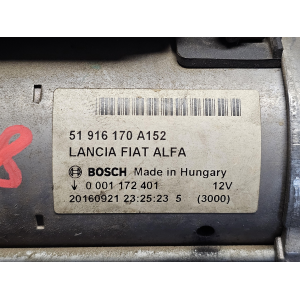 51 916 170 A152
LANCIA FIAT ALFA
BOSCH Made in Hungary
0 001 172 401 12V
20160921 23:25:23 5 (3000)
8